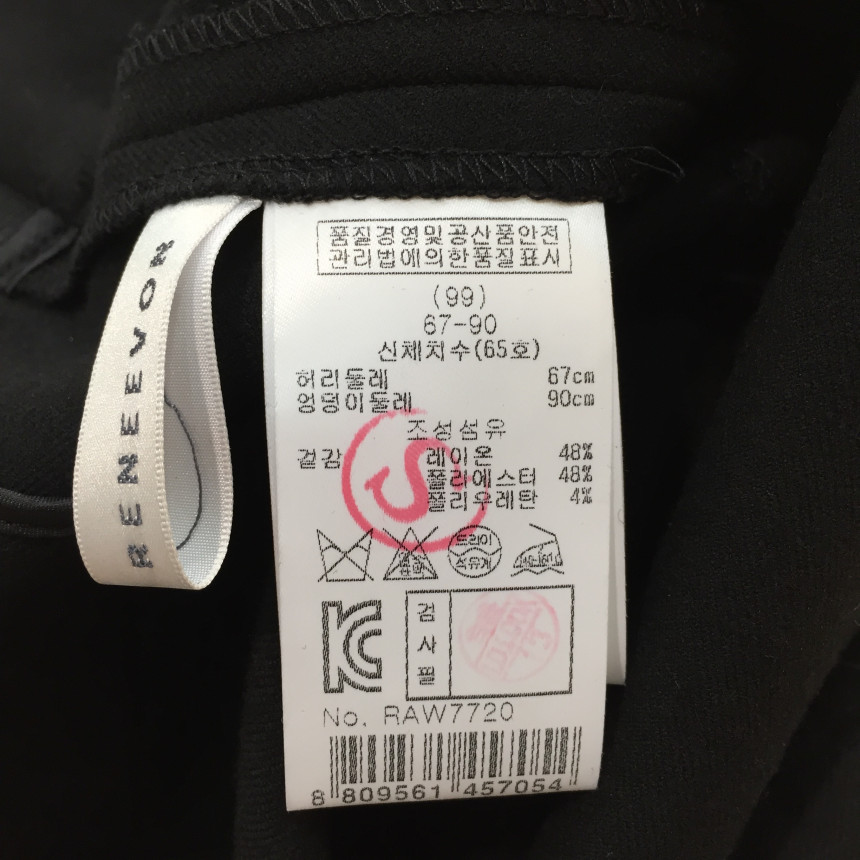 RENEEVON
품질경영및공산품안전
관리법에의한품질표시
(99)
67-90
신체치수(65호)
허리둘레 67cm
엉덩이둘레 90cm
조성섬유
겉감 레이온 48%
폴리에스터 48%
폴리우레탄 4%
S
드라이
석유계
KC
검사필
No. RAW7720
8 809561 457054